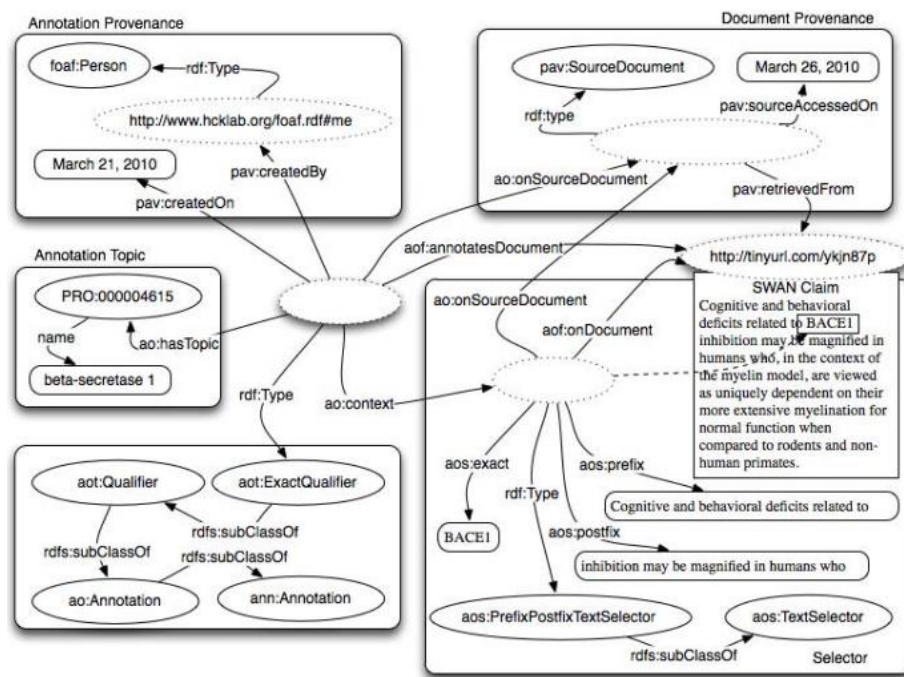 Annotation Provenance
foaf:Person
rdf:Type
http://www.hcklab.org/foaf.rdf#me
March 21, 2010
pav:createdBy
pav:createdOn
Document Provenance
pav:SourceDocument
March 26, 2010
rdf:type
pav:sourceAccessedOn
ao:onSourceDocument
pav:retrievedFrom
aof:annotatesDocument
http://tinyurl.com/ykjn87p
Annotation Topic
PRO:000004615
name
ao:hasTopic
beta-secretase 1
rdf:Type
ao:context
ao:onSourceDocument
aof:onDocument
SWAN Claim
Cognitive and behavioral
deficits related to BACE1
inhibition may be magnified in
humans who, in the context of
the myelin model, are viewed
as uniquely dependent on their
more extensive myelination for
normal function when
compared to rodents and non-
human primates.
aot:Qualifier
aot:ExactQualifier
rdfs:subClassOf
rdfs:subClassOf
rdfs:subClassOf
ao:Annotation
ann:Annotation
aos:exact
rdf:Type
aos:prefix
aos:postfix
BACE1
Cognitive and behavioral deficits related to
inhibition may be magnified in humans who
aos:PrefixPostfixTextSelector
aos:TextSelector
rdfs:subClassOf
Selector